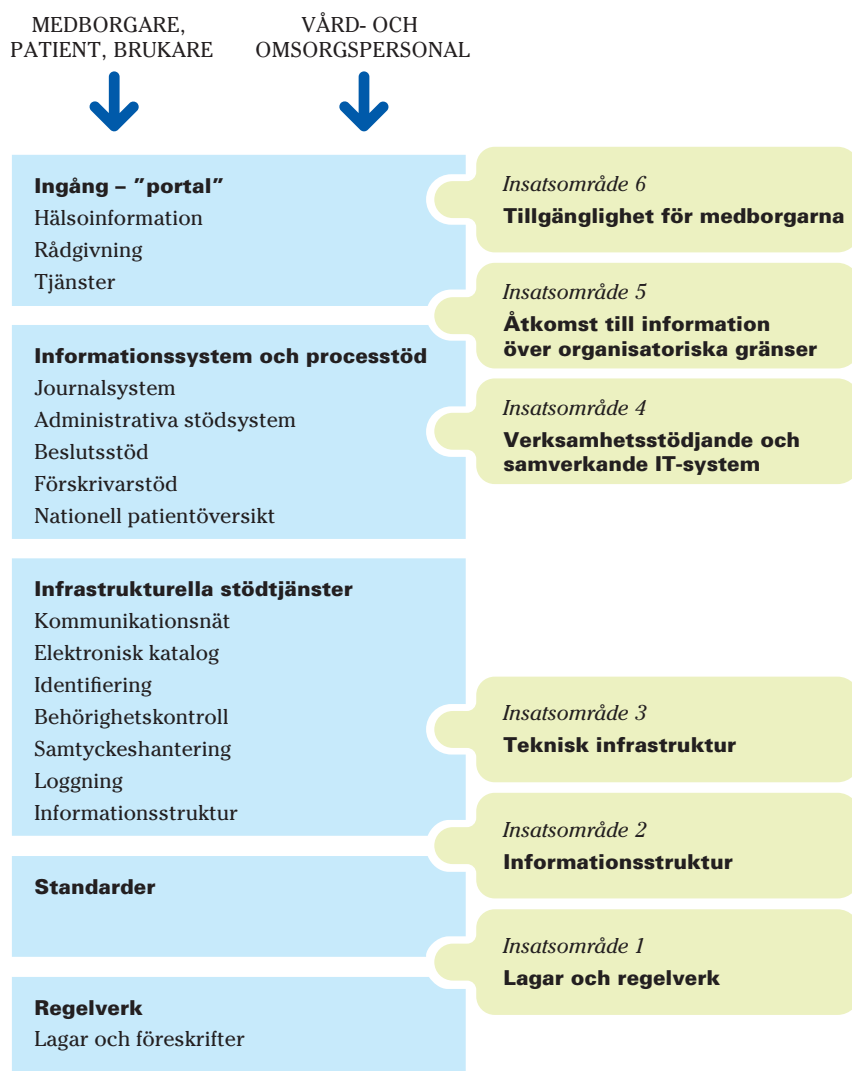 MEDBORGARE,
PATIENT, BRUKARE
VÅRD- OCH
OMSORGSPERSONAL
Ingång – ”portal”
Hälsoinformation
Rådgivning
Tjänster
Insatsområde 6
Tillgänglighet för medborgarna
Insatsområde 5
Åtkomst till information
över organisatoriska gränser
Informationssystem och processtöd
Journalsystem
Administrativa stödsystem
Beslutsstöd
Förskrivarstöd
Nationell patientöversikt
Insatsområde 4
Verksamhetsstödjande och
samverkande IT-system
Infrastrukturella stödtjänster
Kommunikationsnät
Elektronisk katalog
Identifiering
Behörighetskontroll
Samtyckeshantering
Loggning
Informationsstruktur
Insatsområde 3
Teknisk infrastruktur
Insatsområde 2
Informationsstruktur
Standarder
Insatsområde 1
Lagar och regelverk
Regelverk
Lagar och föreskrifter